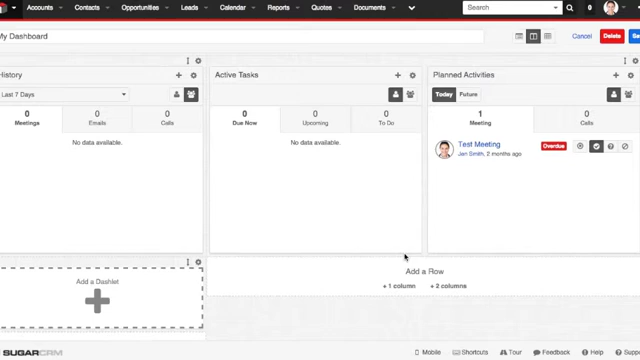 Accounts Contacts Opportunities Leads Calendar Reports Quotes Documents Search 0
My Dashboard Cancel Delete
History Active Tasks Planned Activities
Last 7 Days Today Future
0 0 0 0 0 0 1 0
Meetings Emails Calls Due Now Upcoming To Do Meeting Calls
No data available. No data available. Test Meeting Overdue
Jan Smith, 2 months ago
Add a Dashlet Add a Row
+ 1 column + 2 columns
SUGARCRM Mobile Shortcuts Tour Feedback Help